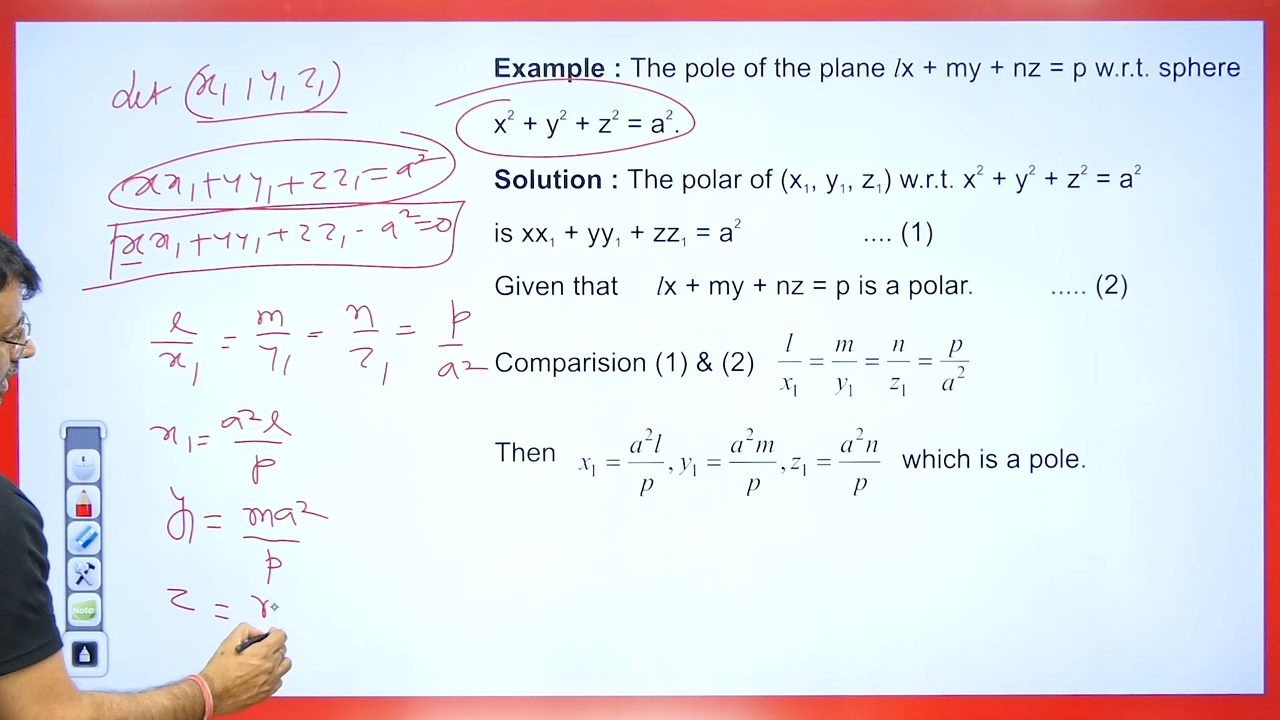 Let (x₁, y₁, z₁)
xx₁ + yy₁ + zz₁ = a²
xx₁ + yy₁ + zz₁ - a² = 0
l/x₁ = m/y₁ = n/z₁ = p/a²
x₁ = a²l/p
y₁ = ma²/p
z =
Example : The pole of the plane lx + my + nz = p w.r.t. sphere
x² + y² + z² = a².
Solution : The polar of (x₁, y₁, z₁) w.r.t. x² + y² + z² = a²
is xx₁ + yy₁ + zz₁ = a² .... (1)
Given that lx + my + nz = p is a polar. ..... (2)
Comparision (1) & (2) l/x₁ = m/y₁ = n/z₁ = p/a²
Then x₁ = a²l/p, y₁ = a²m/p, z₁ = a²n/p which is a pole.
Note